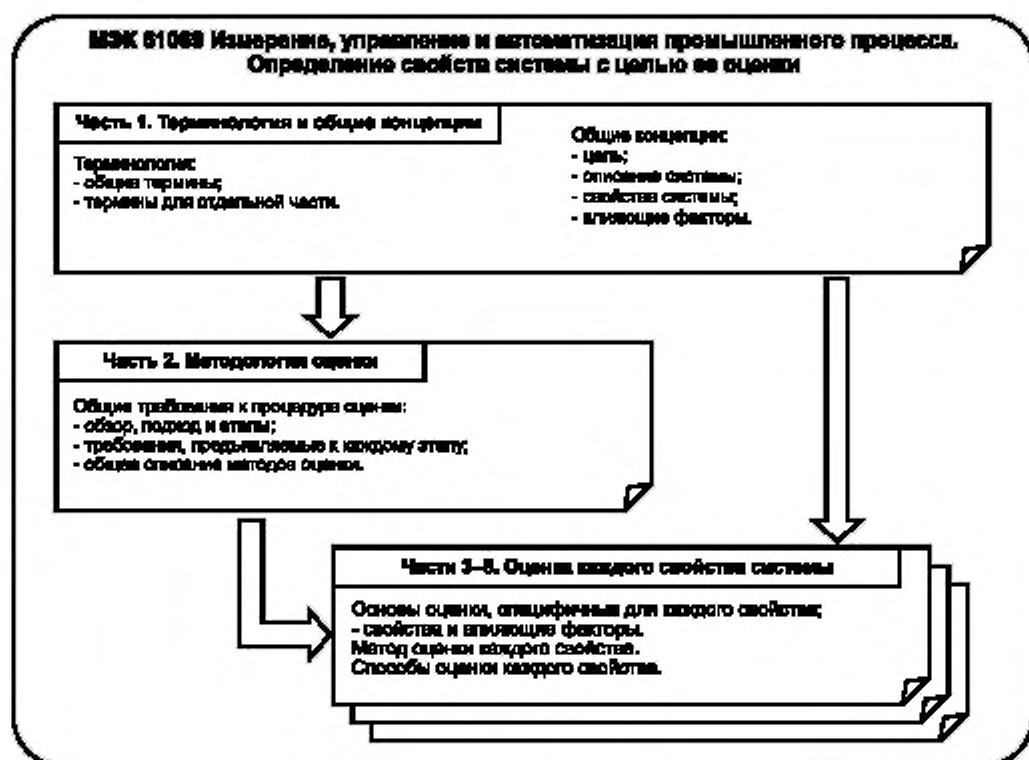 МЭК 61069 Измерение, управление и автоматизация промышленного процесса.
Определение свойств системы с целью ее оценки
Часть 1. Терминология и общие концепции
Терминология:
- общие термины;
- термины для отдельной части.
Общие концепции:
- цель;
- описание системы;
- свойства системы;
- влияющие факторы.
Часть 2. Методология оценки
Общие требования к процедуре оценки:
- обзор, подход и этапы;
- требования, предъявляемые к каждому этапу;
- общее описание методов оценки.
Части 3–8. Оценка каждого свойства системы
Основы оценки, специфичные для каждого свойства;
- свойства и влияющие факторы.
Метод оценки каждого свойства.
Способы оценки каждого свойства.